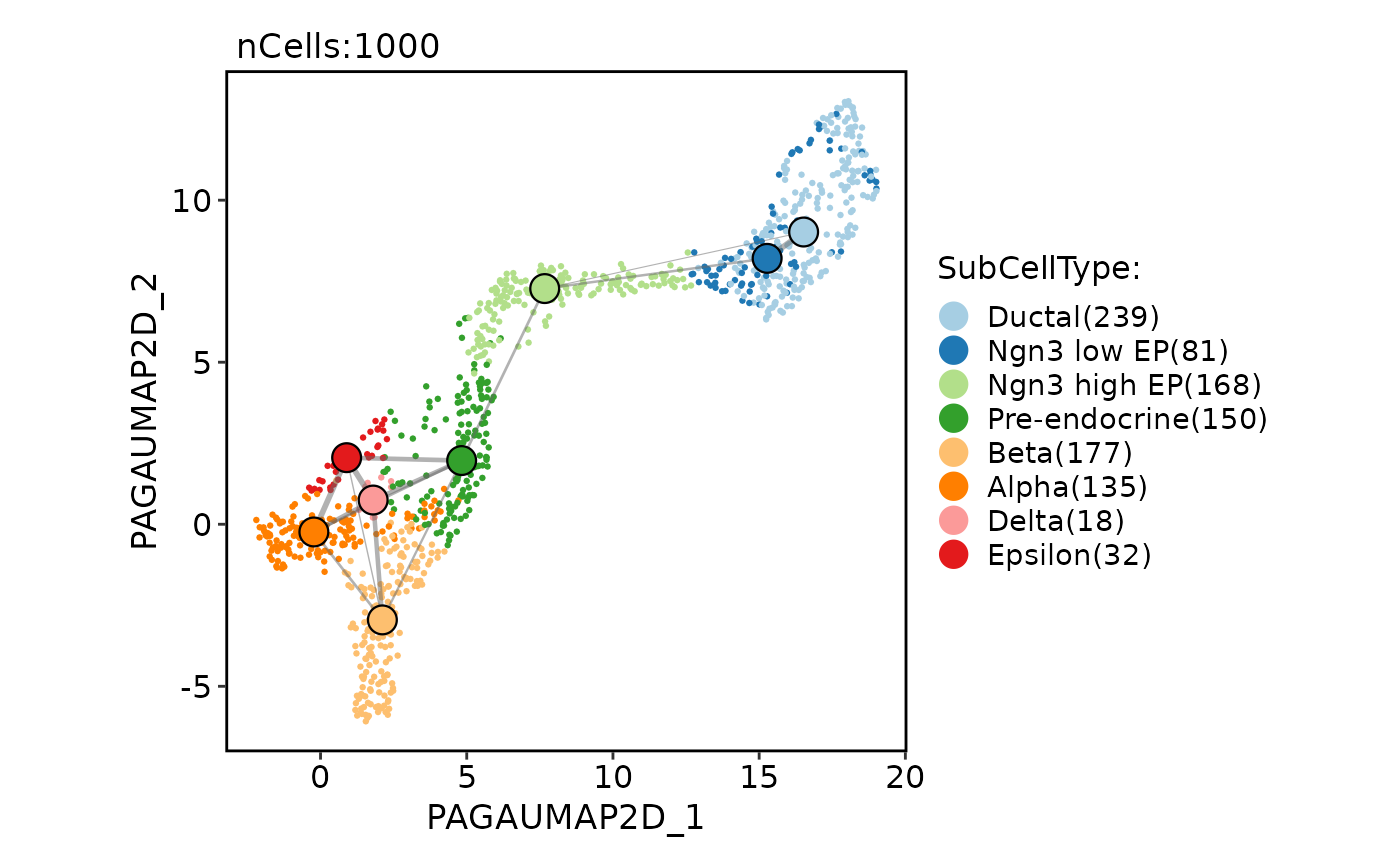 nCells:1000
PAGAUMAP2D_2
10
5
0
-5
0 5 10 15 20
PAGAUMAP2D_1
SubCellType:
Ductal(239)
Ngn3 low EP(81)
Ngn3 high EP(168)
Pre-endocrine(150)
Beta(177)
Alpha(135)
Delta(18)
Epsilon(32)